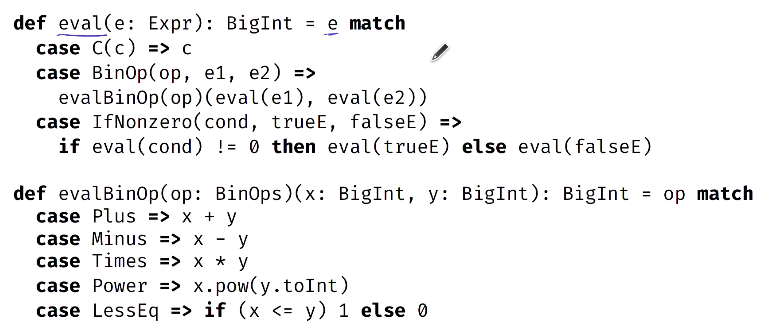 def eval(e: Expr): BigInt = e match
case C(c) => c
case BinOp(op, e1, e2) =>
evalBinOp(op)(eval(e1), eval(e2))
case IfNonzero(cond, trueE, falseE) =>
if eval(cond) != 0 then eval(trueE) else eval(falseE)
def evalBinOp(op: BinOps)(x: BigInt, y: BigInt): BigInt = op match
case Plus => x + y
case Minus => x - y
case Times => x * y
case Power => x.pow(y.toInt)
case LessEq => if (x <= y) 1 else 0